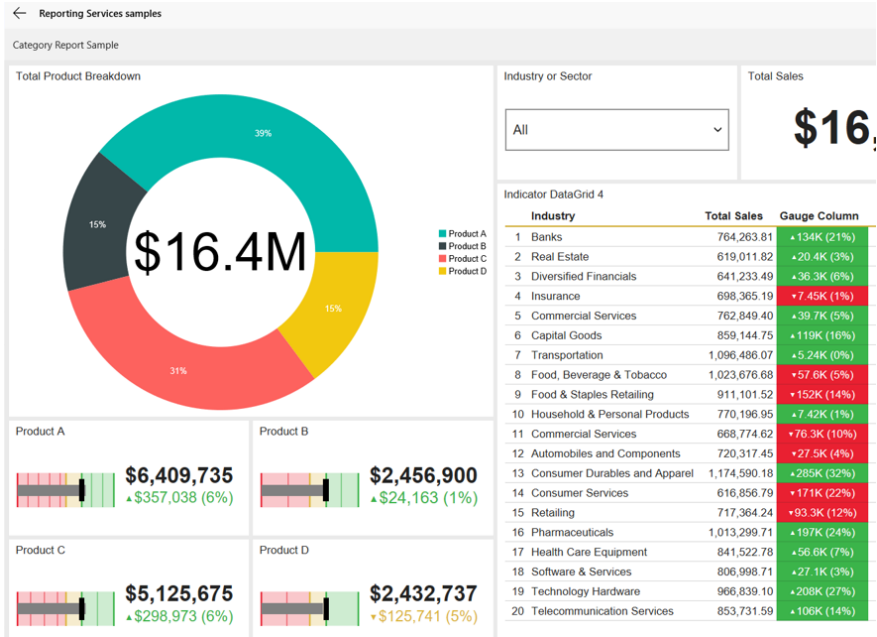 Reporting Services samples
Category Report Sample
Total Product Breakdown
39%
15%
$16.4M
15%
31%
Product A
Product B
Product C
Product D
Industry or Sector
All
Total Sales
$16,
Indicator DataGrid 4
Industry Total Sales Gauge Column
1 Banks 764,263.81 ▲134K (21%)
2 Real Estate 619,011.82 ▲20.4K (3%)
3 Diversified Financials 641,233.49 ▲36.3K (6%)
4 Insurance 698,365.19 ▼7.45K (1%)
5 Commercial Services 762,849.40 ▲39.7K (5%)
6 Capital Goods 859,144.75 ▲119K (16%)
7 Transportation 1,096,486.07 ▲5.24K (0%)
8 Food, Beverage & Tobacco 1,023,676.68 ▼57.6K (5%)
9 Food & Staples Retailing 911,101.52 ▼152K (14%)
10 Household & Personal Products 770,196.95 ▲7.42K (1%)
11 Commercial Services 668,774.62 ▼76.3K (10%)
12 Automobiles and Components 720,317.45 ▼27.5K (4%)
13 Consumer Durables and Apparel 1,174,590.18 ▲285K (32%)
14 Consumer Services 616,856.79 ▼171K (22%)
15 Retailing 717,364.24 ▼93.3K (12%)
16 Pharmaceuticals 1,013,299.71 ▲197K (24%)
17 Health Care Equipment 841,522.78 ▲56.6K (7%)
18 Software & Services 806,998.71 ▲27.1K (3%)
19 Technology Hardware 966,839.10 ▲208K (27%)
20 Telecommunication Services 853,731.59 ▲106K (14%)
Product A
$6,409,735
▲$357,038 (6%)
Product B
$2,456,900
▲$24,163 (1%)
Product C
$5,125,675
▲$298,973 (6%)
Product D
$2,432,737
▼$125,741 (5%)